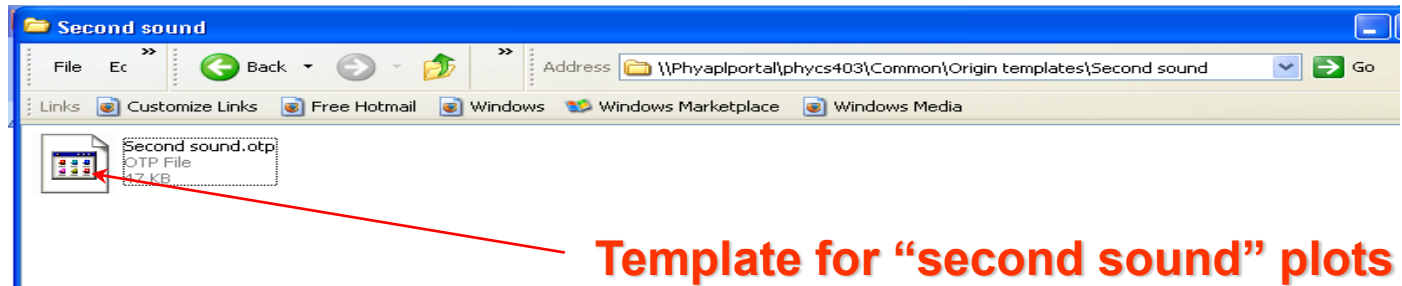 Second sound
File Ec » Back » Address \\Phyaplportal\phycs403\Common\Origin templates\Second sound Go
Links Customize Links Free Hotmail Windows Windows Marketplace Windows Media
Second sound.otp
OTP File
47 KB
Template for “second sound” plots